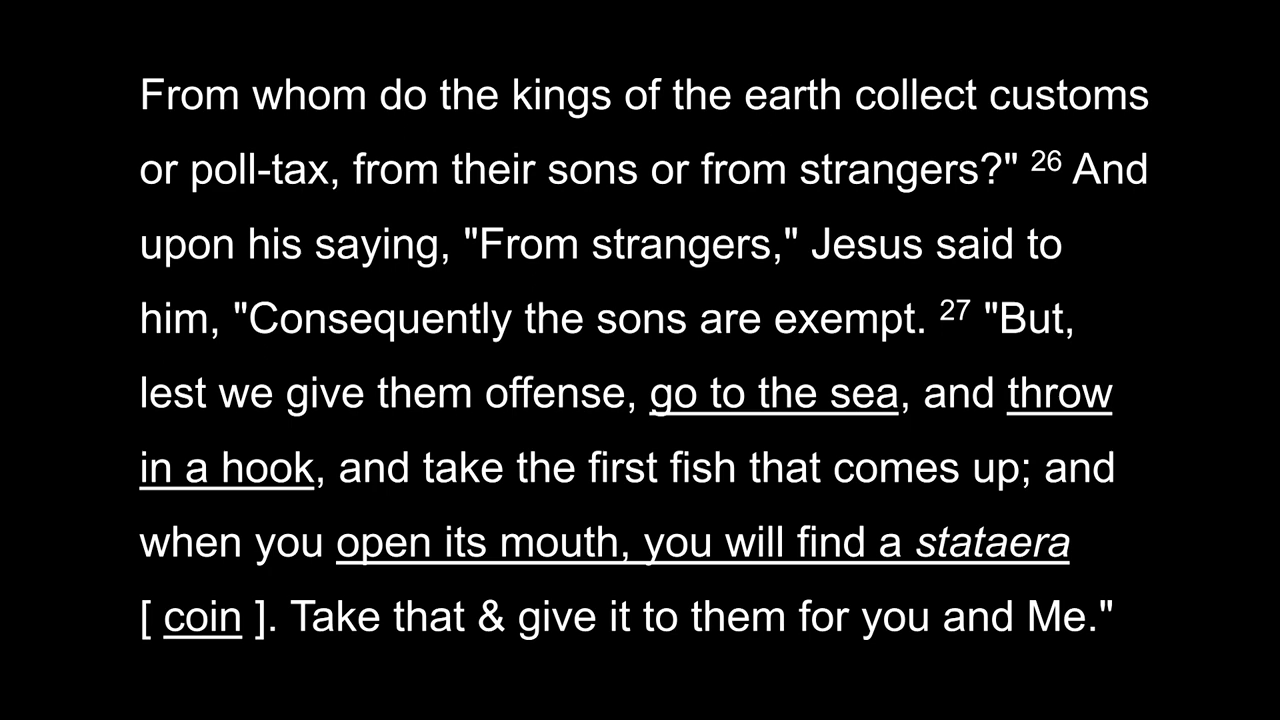 From whom do the kings of the earth collect customs
or poll-tax, from their sons or from strangers?" 26 And
upon his saying, "From strangers," Jesus said to
him, "Consequently the sons are exempt. 27 "But,
lest we give them offense, go to the sea, and throw
in a hook, and take the first fish that comes up; and
when you open its mouth, you will find a stataera
[ coin ]. Take that & give it to them for you and Me."